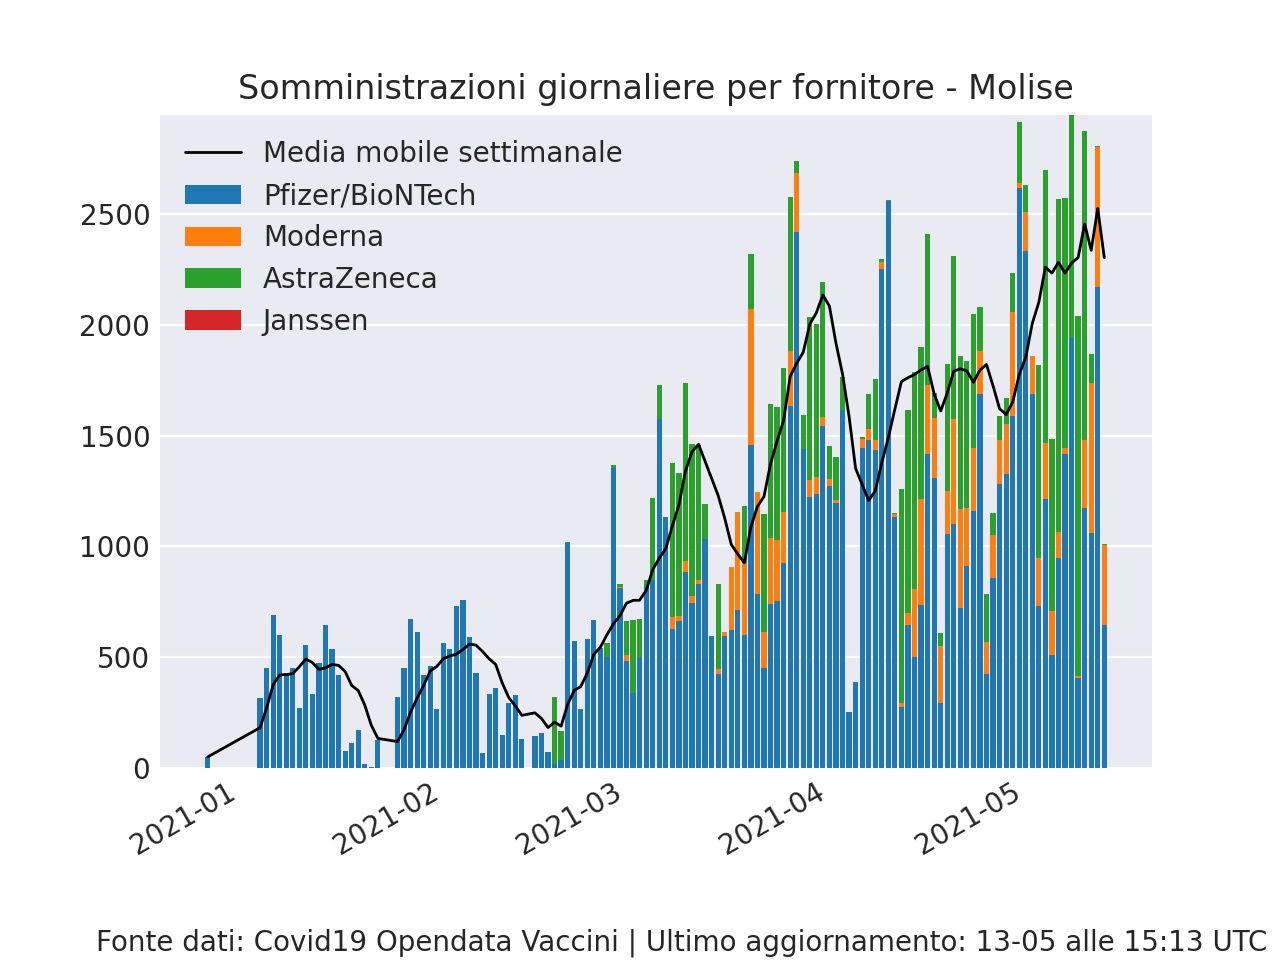 Somministrazioni giornaliere per fornitore - Molise
Media mobile settimanale
Pfizer/BioNTech
Moderna
AstraZeneca
Janssen
2500
2000
1500
1000
500
0
2021-01
2021-02
2021-03
2021-04
2021-05
Fonte dati: Covid19 Opendata Vaccini | Ultimo aggiornamento: 13-05 alle 15:13 UTC